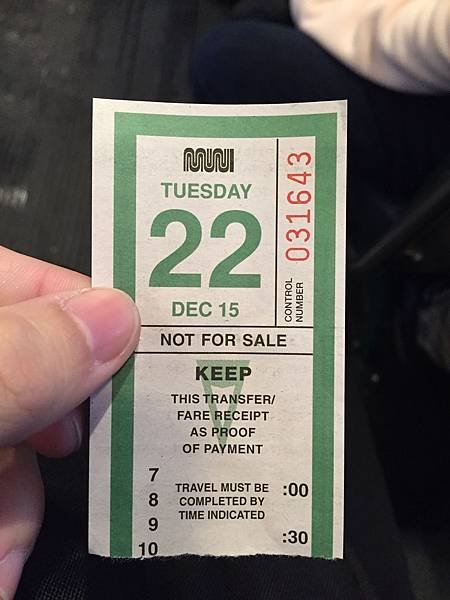 MUNI
TUESDAY
22
DEC 15
CONTROL
NUMBER
031643
NOT FOR SALE
KEEP
THIS TRANSFER/
FARE RECEIPT
AS PROOF
OF PAYMENT
7
8
9
10
TRAVEL MUST BE
COMPLETED BY
TIME INDICATED
:00
:30